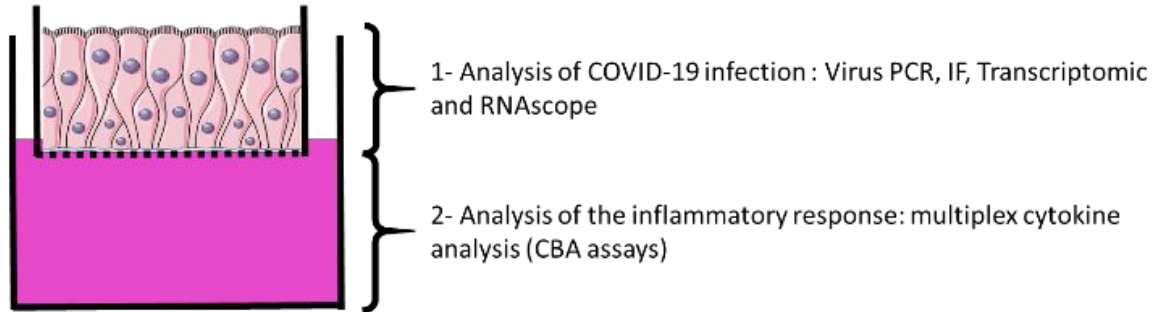 1- Analysis of COVID-19 infection : Virus PCR, IF, Transcriptomic
and RNAscope
2- Analysis of the inflammatory response: multiplex cytokine
analysis (CBA assays)